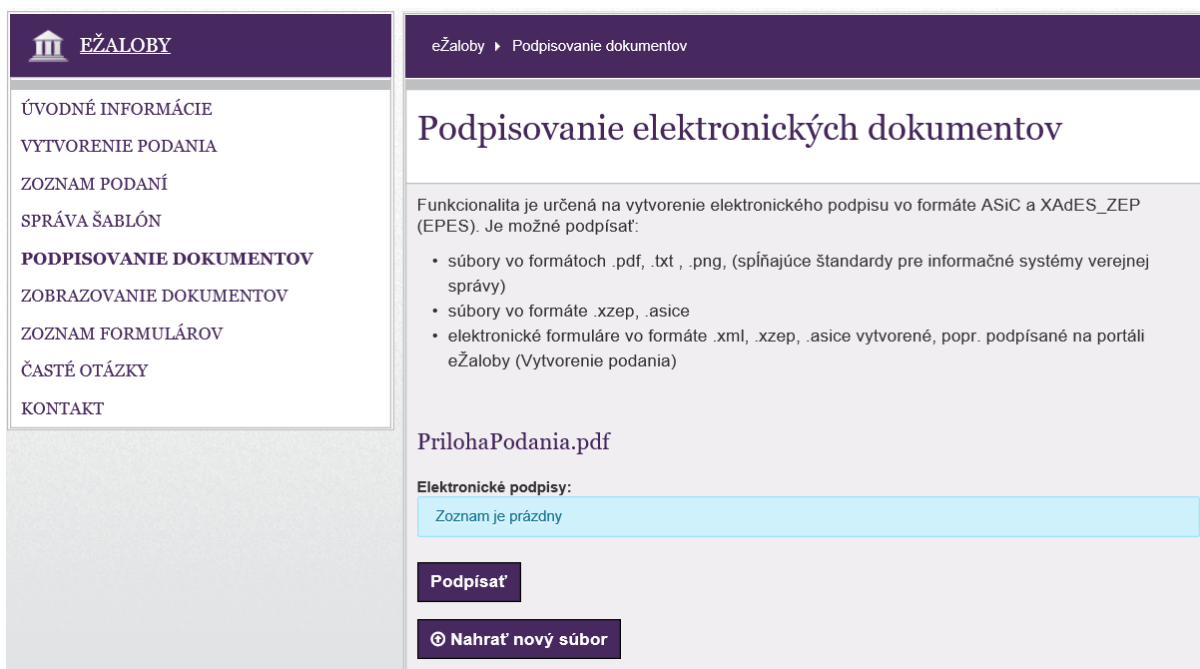 EŽALOBY
ÚVODNÉ INFORMÁCIE
VYTVORENIE PODANIA
ZOZNAM PODANÍ
SPRÁVA ŠABLÓN
PODPISOVANIE DOKUMENTOV
ZOBRAZOVANIE DOKUMENTOV
ZOZNAM FORMULÁROV
ČASTÉ OTÁZKY
KONTAKT
eŽaloby Podpisovanie dokumentov
Podpisovanie elektronických dokumentov
Funkcionalita je určená na vytvorenie elektronického podpisu vo formáte ASiC a XAdES_ZEP
(EPES). Je možné podpísať:
• súbory vo formátoch .pdf, .txt , .png, (spĺňajúce štandardy pre informačné systémy verejnej
správy)
• súbory vo formáte .xzep, .asice
• elektronické formuláre vo formáte .xml, .xzep, .asice vytvorené, popr. podpísané na portáli
eŽaloby (Vytvorenie podania)
PrilohaPodania.pdf
Elektronické podpisy:
Zoznam je prázdny
Podpísať
Nahrať nový súbor